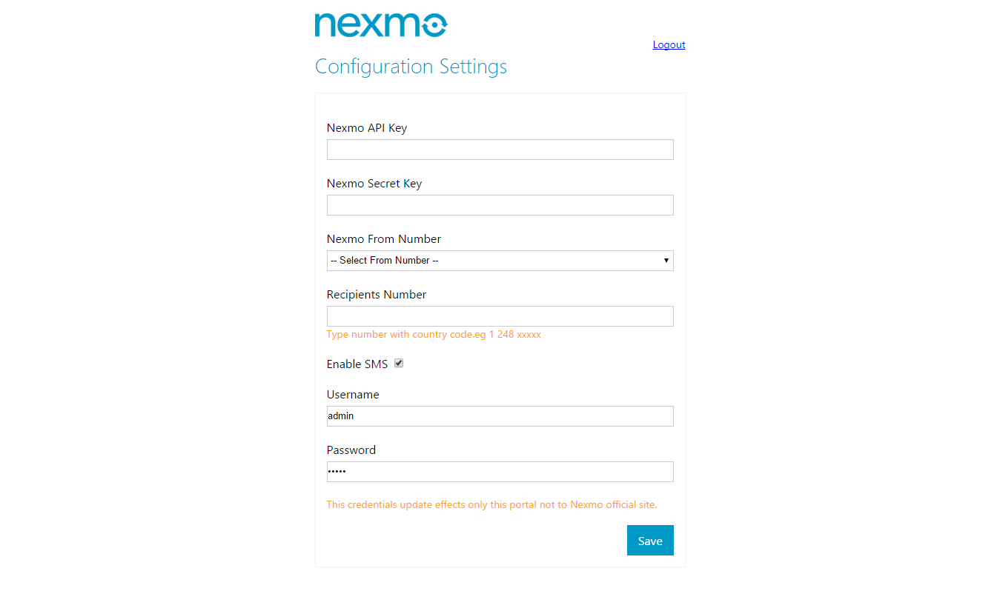 nexmo
Logout
Configuration Settings
Nexmo API Key
Nexmo Secret Key
Nexmo From Number
-- Select From Number --
Recipients Number
Type number with country code.eg 1 248 xxxxx
Enable SMS
Username
admin
Password
•••••
This credentials update effects only this portal not to Nexmo official site.
Save